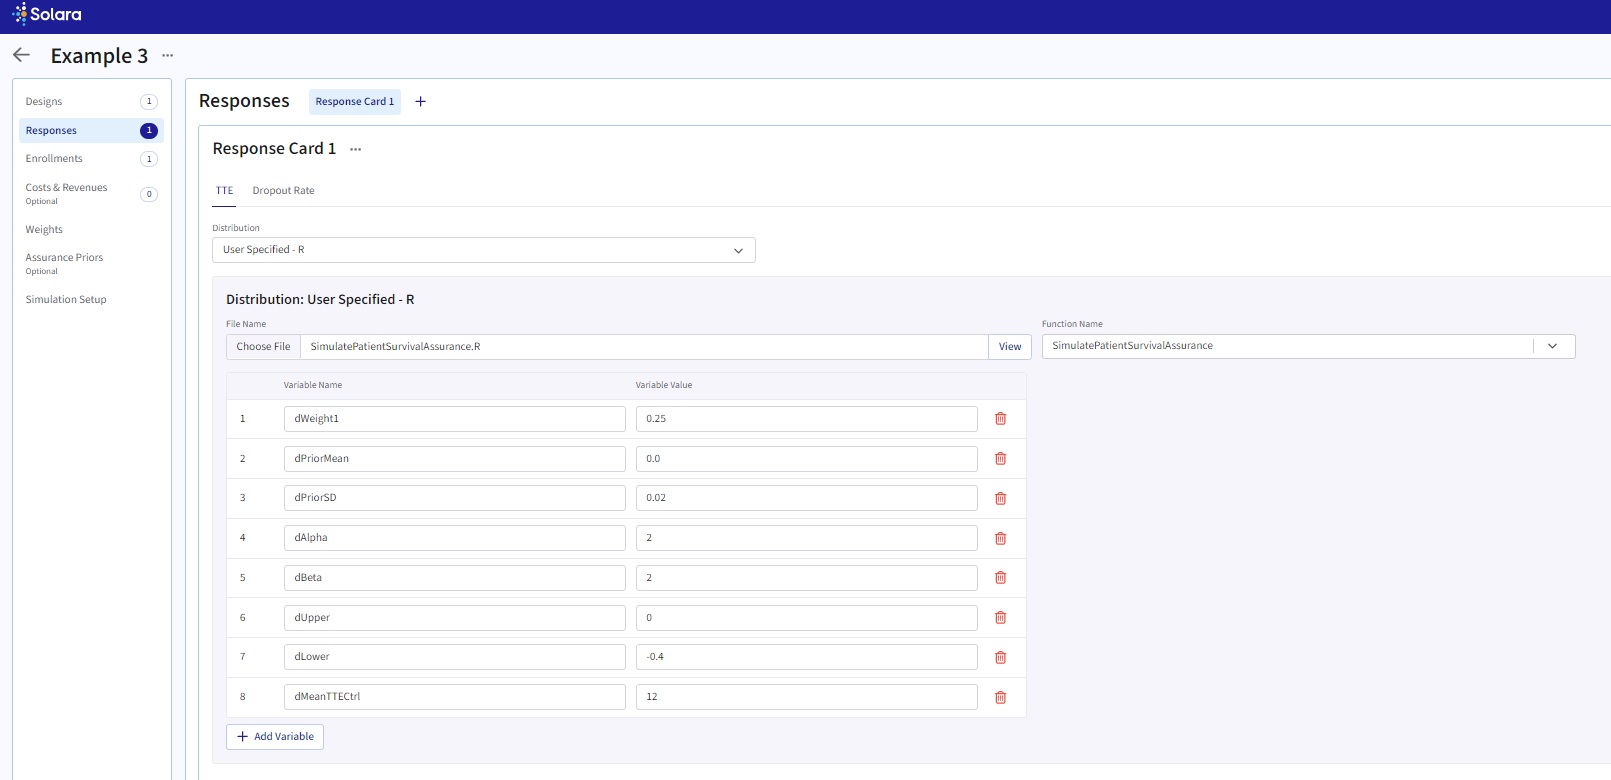 Solara
Example 3 ...
Designs 1
Responses 1
Enrollments 1
Costs & Revenues 0
Optional
Weights
Assurance Priors
Optional
Simulation Setup
Responses Response Card 1 +
Response Card 1 ...
TTE Dropout Rate
Distribution
User Specified - R
Distribution: User Specified - R
File Name Function Name
Choose File SimulatePatientSurvivalAssurance.R View SimulatePatientSurvivalAssurance
Variable Name Variable Value
1 dWeight1 0.25
2 dPriorMean 0.0
3 dPriorSD 0.02
4 dAlpha 2
5 dBeta 2
6 dUpper 0
7 dLower -0.4
8 dMeanTTECtrl 12
+ Add Variable